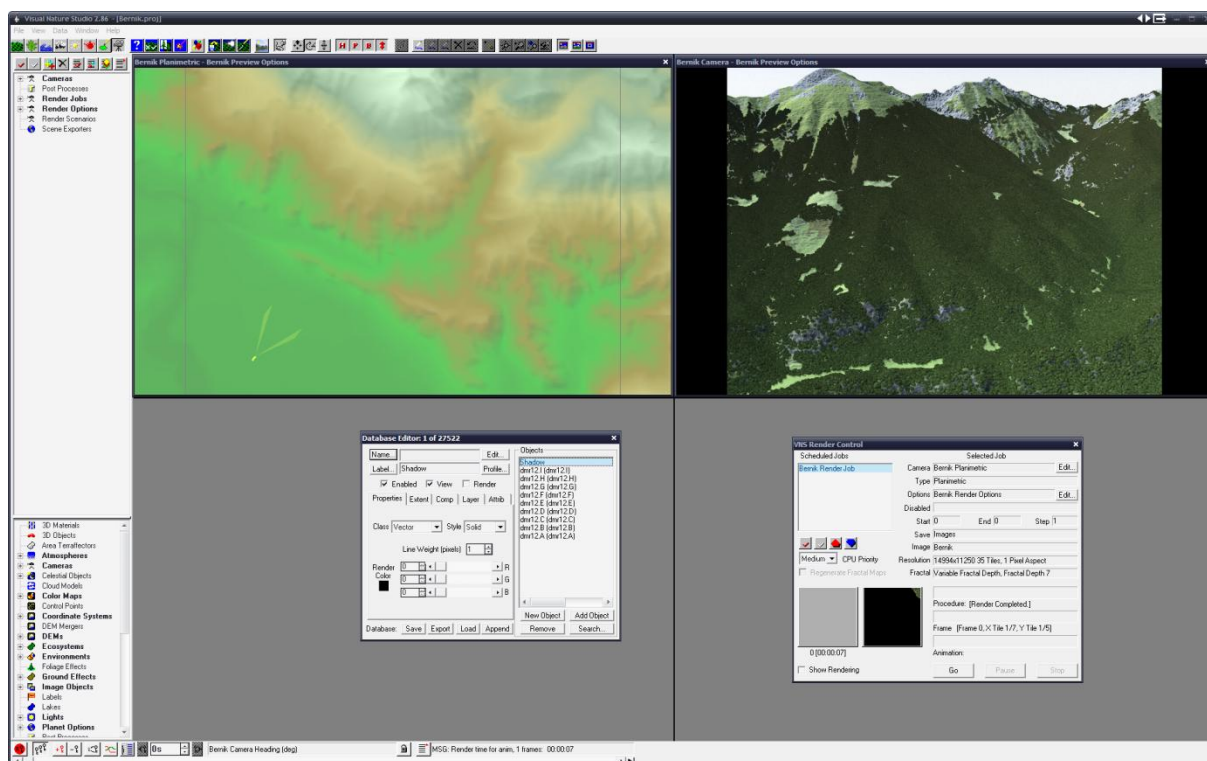 Visual Nature Studio 2.86 - [Bernik.proj]
File View Data Window Help
Cameras
Post Processes
Render Jobs
Render Options
Render Scenarios
Scene Exporters
Bernik Planimetric - Bernik Preview Options
Bernik Camera - Bernik Preview Options
Database Editor: 1 of 27522
Name...
Edit...
Label...
Shadow
Profile...
Enabled View Render
Properties Extent Comp Layer Attrib
Class Vector Style Solid
Line Weight (pixels) 1
Render Color
0 R
0 G
0 B
Database: Save Export Load Append
Objects
Shadow
dmr12.I (dmr12.I)
dmr12.H (dmr12.H)
dmr12.G (dmr12.G)
dmr12.F (dmr12.F)
dmr12.E (dmr12.E)
dmr12.D (dmr12.D)
dmr12.C (dmr12.C)
dmr12.B (dmr12.B)
dmr12.A (dmr12.A)
New Object Add Object
Remove Search...
VNS Render Control
Scheduled Jobs
Selected Job
Bernik Render Job
Camera Bernik Planimetric Edit...
Type Planimetric
Options Bernik Render Options Edit...
Disabled
Start 0 End 0 Step 1
Save Images
Image Bernik
Resolution 14994x11250 35 Tiles, 1 Pixel Aspect
Fractal Variable Fractal Depth, Fractal Depth 7
Medium CPU Priority
Regenerate Fractal Maps
Procedure: [Render Completed.]
Frame [Frame 0, X Tile 1/7, Y Tile 1/5]
0 [00:00:07]
Animation:
Show Rendering
Go Pause Stop
3D Materials
3D Objects
Area Terraffectors
Atmospheres
Cameras
Celestial Objects
Cloud Models
Color Maps
Control Points
Coordinate Systems
DEM Mergers
DEMs
Ecosystems
Environments
Foliage Effects
Ground Effects
Image Objects
Labels
Lakes
Lights
Planet Options
Post Processes
0s
Bernik Camera Heading (deg)
MSG: Render time for anim, 1 frames: 00:00:07